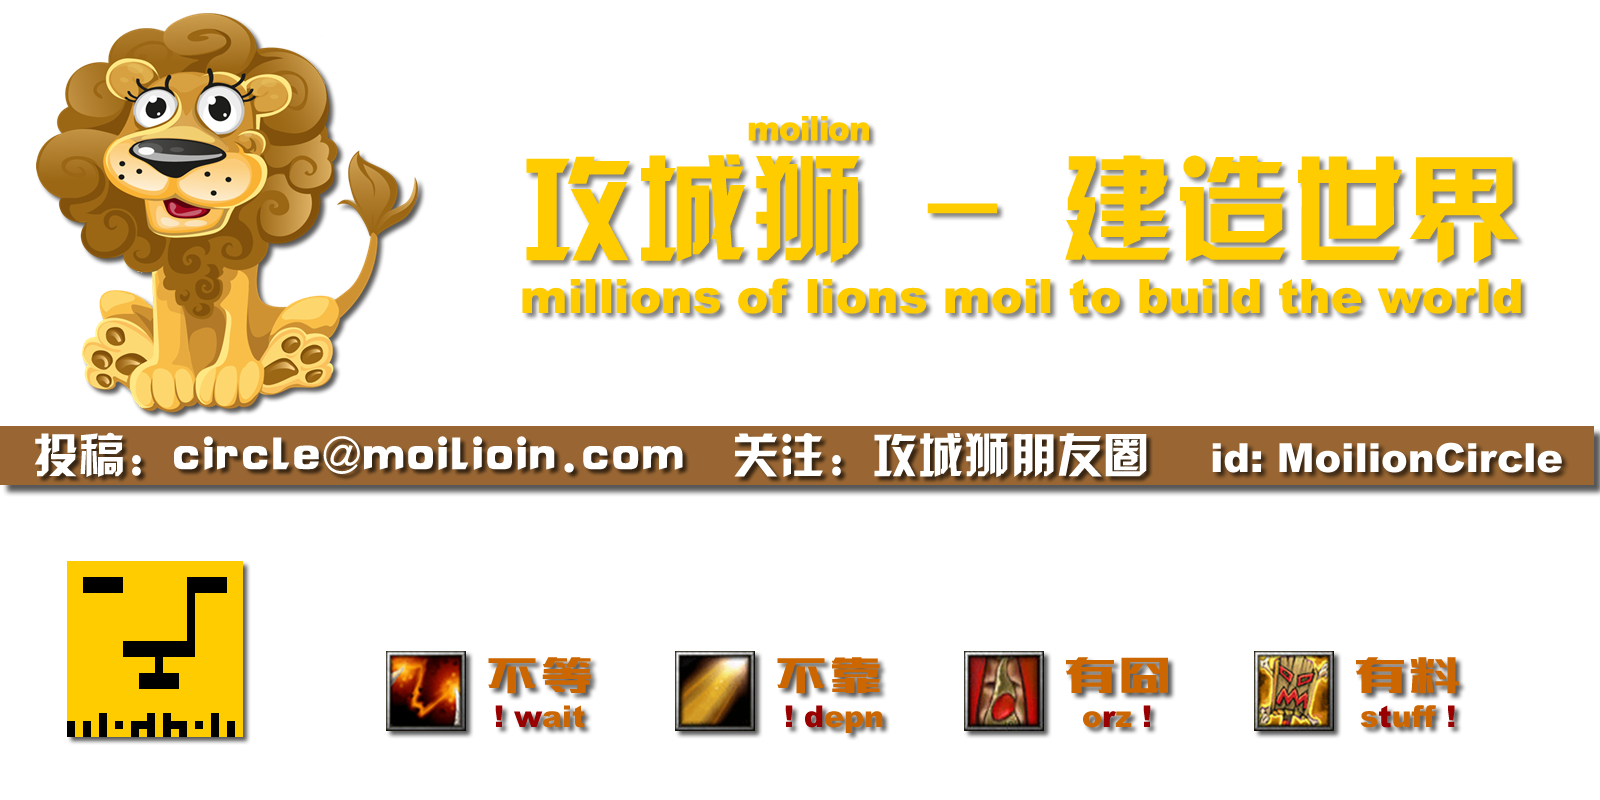 moilion
攻城狮 - 建造世界
millions of lions moil to build the world
投稿：circle@moilioin.com 关注：攻城狮朋友圈 id: MoilionCircle
不等 不靠 有囧 有料
! wait ! depn orz ! stuff !